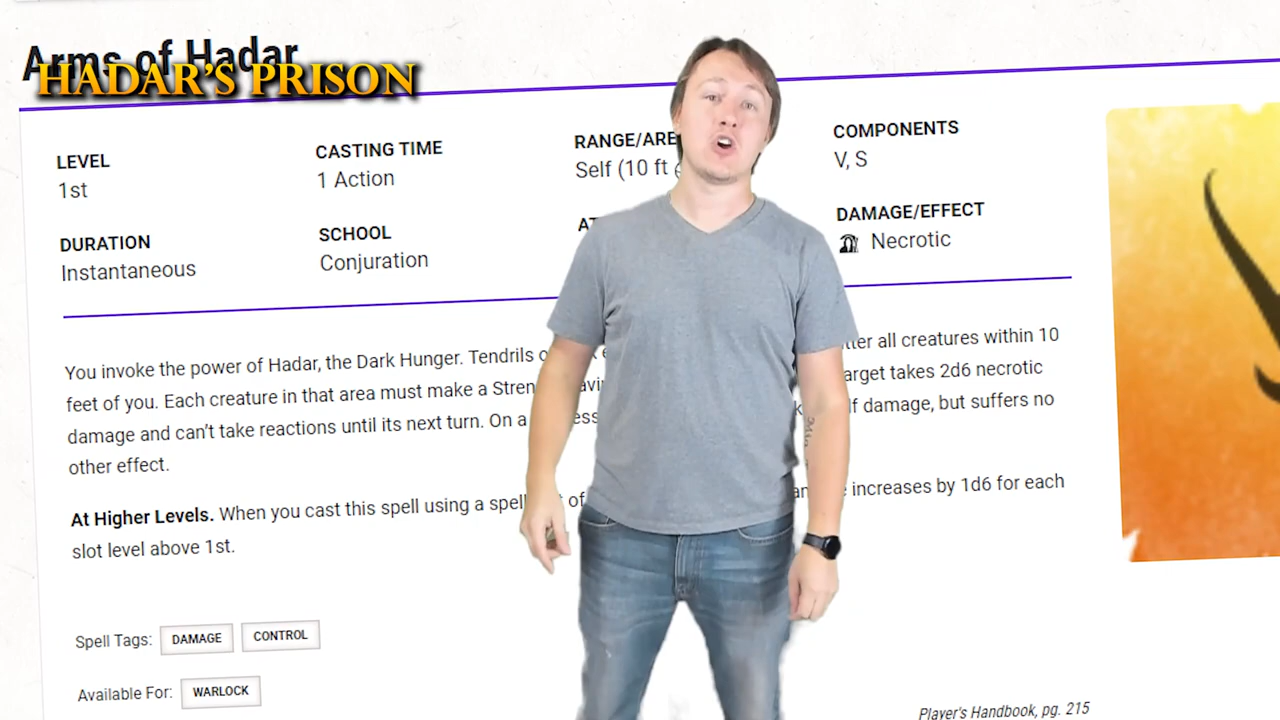 Arms of Hadar
HADAR'S PRISON
LEVEL
1st
CASTING TIME
1 Action
RANGE/ARE
Self (10 ft
COMPONENTS
V, S
DURATION
Instantaneous
SCHOOL
Conjuration
DAMAGE/EFFECT
Necrotic
You invoke the power of Hadar, the Dark Hunger. Tendrils all creatures within 10
feet of you. Each creature in that area must make a takes 2d6 necrotic
damage and can't take reactions until its next turn. On a damage, but suffers no
other effect.
At Higher Levels. When you cast this spell using a of increases by 1d6 for each
slot level above 1st.
Spell Tags: DAMAGE CONTROL
Available For: WARLOCK
Player's Handbook, pg. 215